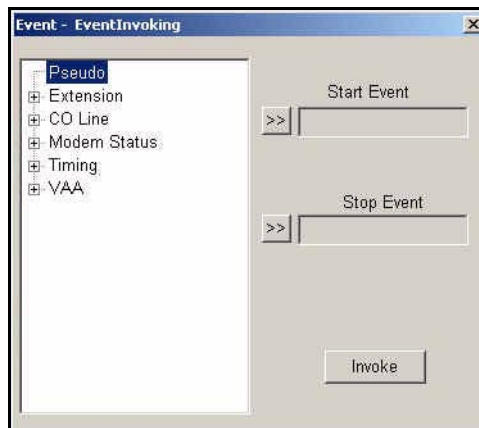 Event - EventInvoking
Pseudo
Extension
CO Line
Modem Status
Timing
VAA
Start Event
>>
Stop Event
>>
Invoke